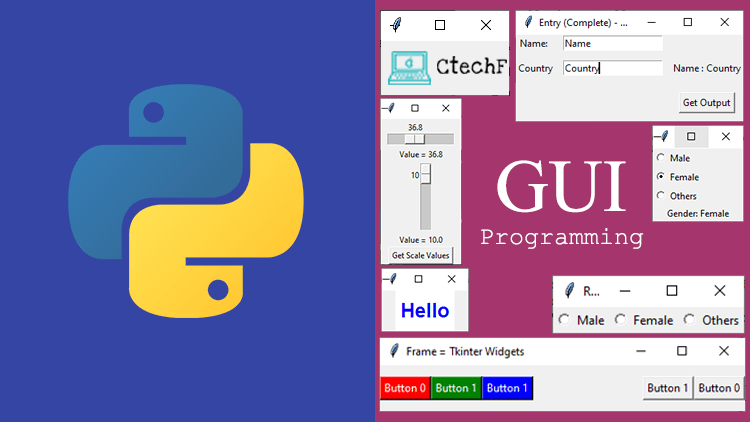 CtechF
Entry (Complete) - ...
Name:
Name
Country
Country
Name : Country
Get Output
36.8
Value = 36.8
10
Value = 10.0
Get Scale Values
Male
Female
Others
Gender: Female
GUI
Programming
Hello
R...
Male
Female
Others
Frame = Tkinter Widgets
Button 0
Button 1
Button 1
Button 1
Button 0